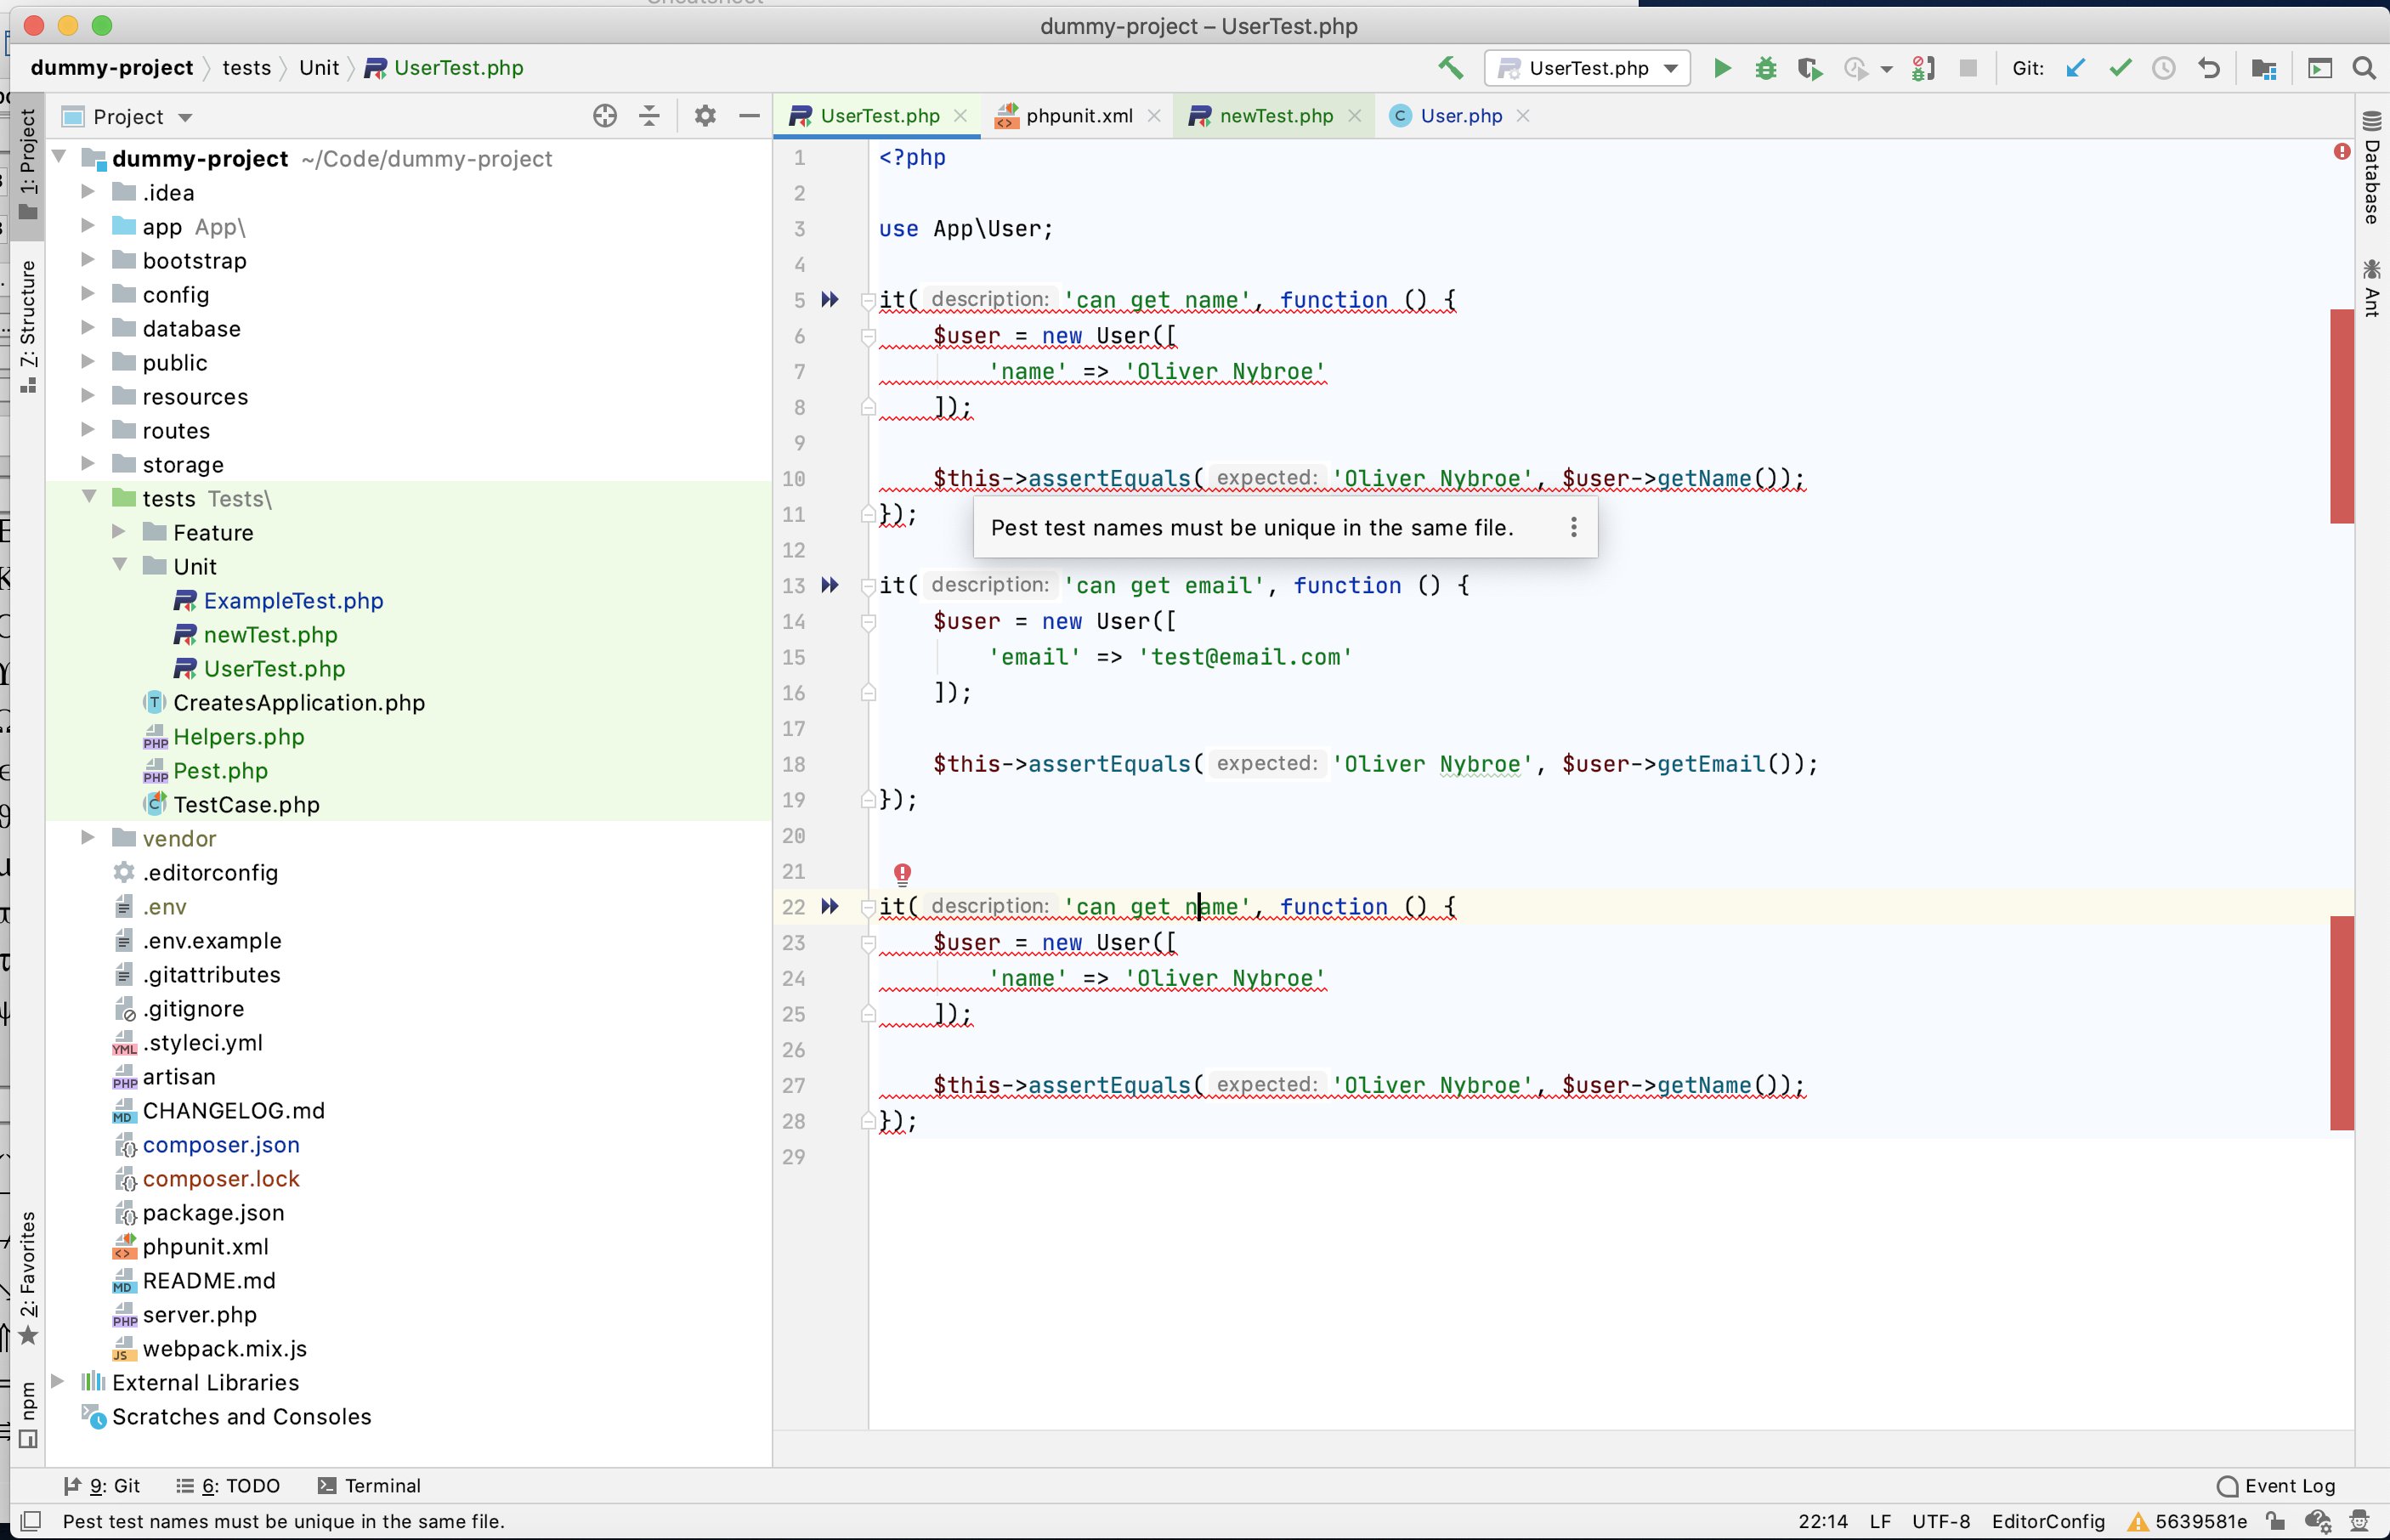 dummy-project – UserTest.php
dummy-project tests Unit UserTest.php
UserTest.php Git:
1: Project
Z: Structure
2: Favorites
npm
Project
dummy-project ~/Code/dummy-project
.idea
app App\
bootstrap
config
database
public
resources
routes
storage
tests Tests\
Feature
Unit
ExampleTest.php
newTest.php
UserTest.php
CreatesApplication.php
Helpers.php
Pest.php
TestCase.php
vendor
.editorconfig
.env
.env.example
.gitattributes
.gitignore
.styleci.yml
artisan
CHANGELOG.md
composer.json
composer.lock
package.json
phpunit.xml
README.md
server.php
webpack.mix.js
External Libraries
Scratches and Consoles
UserTest.php phpunit.xml newTest.php User.php
1 <?php
2
3 use App\User;
4
5 it( description: 'can get name', function () {
6 $user = new User([
7 'name' => 'Oliver Nybroe'
8 ]);
9
10 $this->assertEquals( expected: 'Oliver Nybroe', $user->getName());
11 });
Pest test names must be unique in the same file.
12
13 it( description: 'can get email', function () {
14 $user = new User([
15 'email' => 'test@email.com'
16 ]);
17
18 $this->assertEquals( expected: 'Oliver Nybroe', $user->getEmail());
19 });
20
21
22 it( description: 'can get name', function () {
23 $user = new User([
24 'name' => 'Oliver Nybroe'
25 ]);
26
27 $this->assertEquals( expected: 'Oliver Nybroe', $user->getName());
28 });
29
Database
Ant
9: Git 6: TODO Terminal Event Log
Pest test names must be unique in the same file. 22:14 LF UTF-8 EditorConfig 5639581e